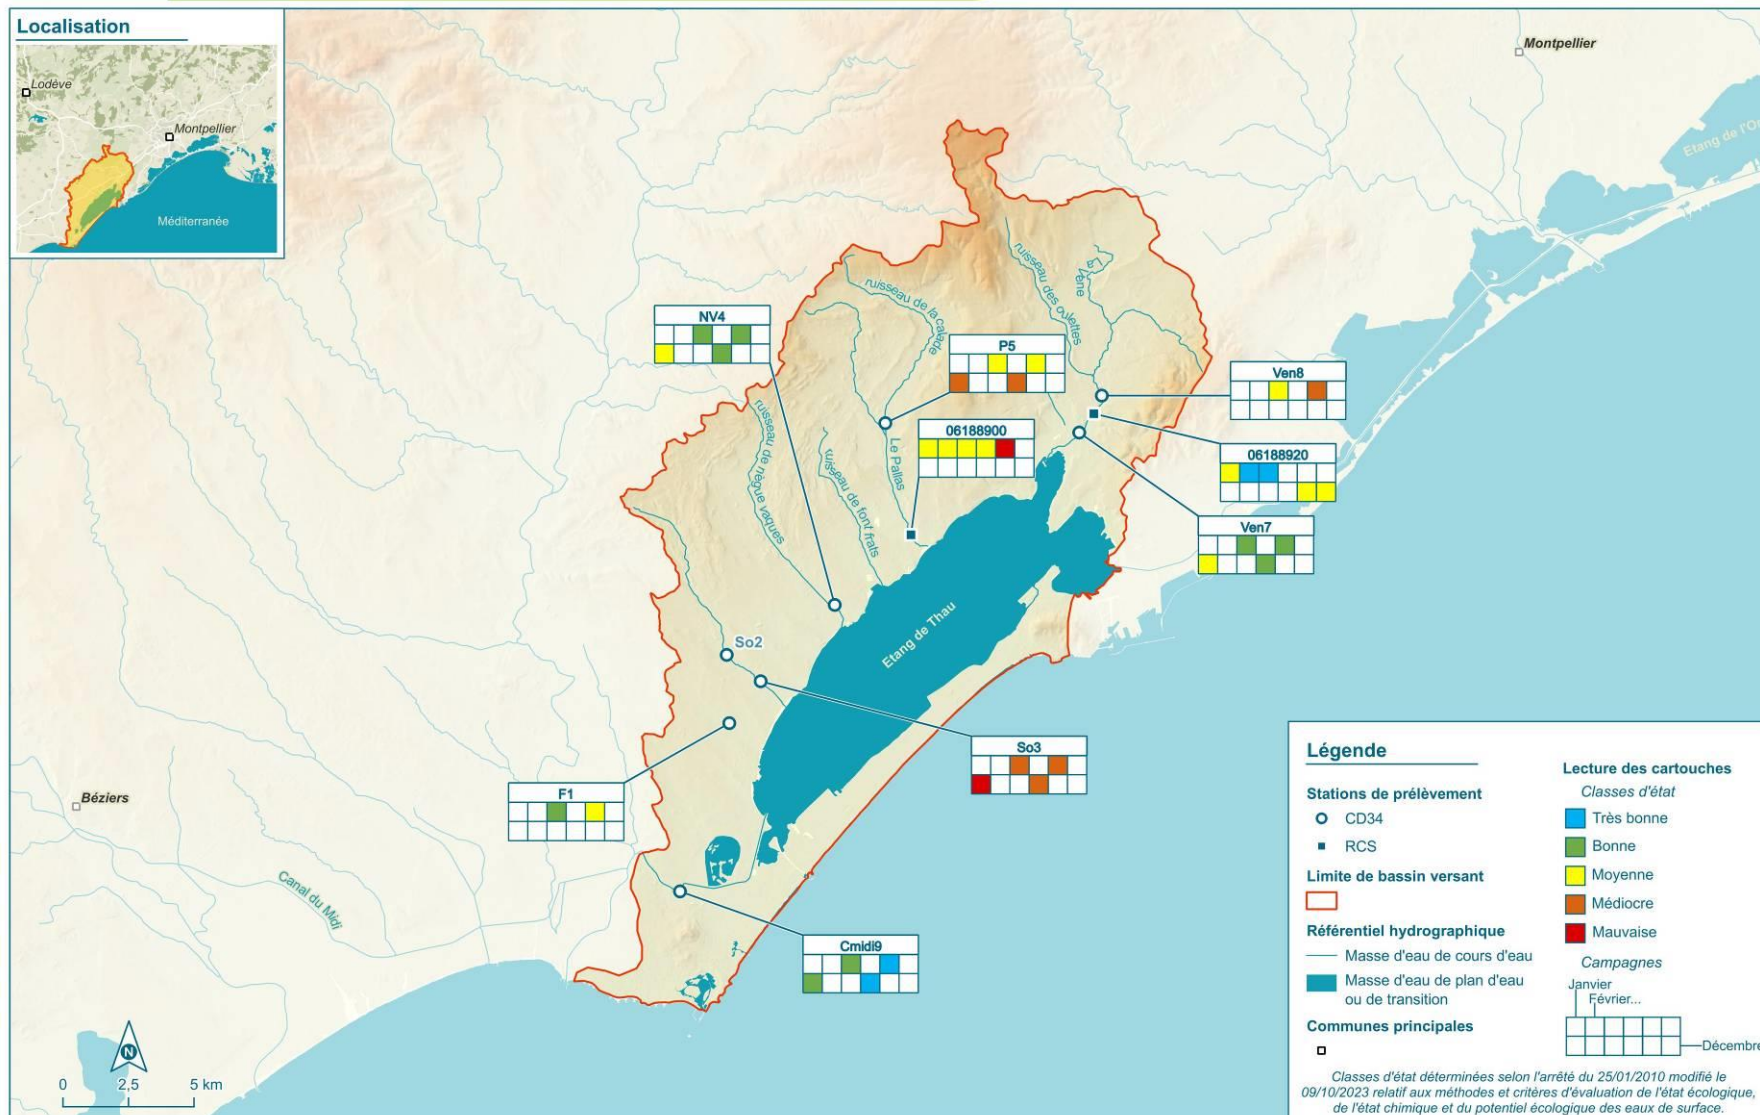 Localisation
Lodève
Montpellier
Méditerranée
Montpellier
Etang de l'Or
ruisseau de la calade
ruisseau des oulettes
La Vène
NV4
P5
Ven8
06188900
06188920
Ven7
ruisseau de nègue vaques
ruisseau de font frats
Le Pallas
Etang de Thau
So2
So3
F1
Béziers
Canal du Midi
Cmidi9
N
0 2,5 5 km
Légende
Stations de prélèvement
CD34
RCS
Limite de bassin versant
Référentiel hydrographique
Masse d'eau de cours d'eau
Masse d'eau de plan d'eau
ou de transition
Communes principales
Lecture des cartouches
Classes d'état
Très bonne
Bonne
Moyenne
Médiocre
Mauvaise
Campagnes
Janvier
Février...
Décembre
Classes d'état déterminées selon l'arrêté du 25/01/2010 modifié le
09/10/2023 relatif aux méthodes et critères d'évaluation de l'état écologique,
de l'état chimique et du potentiel écologique des eaux de surface.